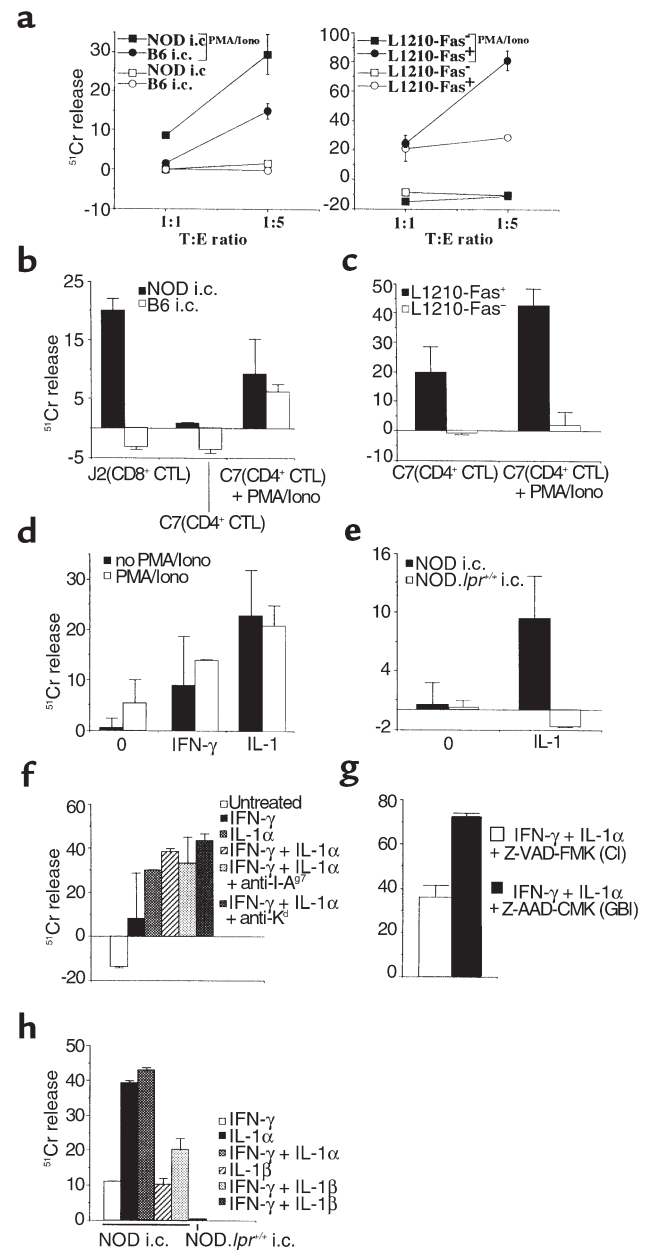 a
NOD i.c
B6 i.c.
PMA/Iono
NOD i.c
B6 i.c.
30
20
10
0
-10
51Cr release
1:1
1:5
T:E ratio
L1210-Fas-
L1210-Fas+
PMA/Iono
L1210-Fas-
L1210-Fas+
100
80
60
40
20
0
-20
1:1
1:5
T:E ratio
b
NOD i.c.
B6 i.c.
25
15
5
-5
51Cr release
J2(CD8+ CTL)
C7(CD4+ CTL)
C7(CD4+ CTL)
+ PMA/Iono
c
L1210-Fas+
L1210-Fas−
50
40
30
20
10
0
-10
C7(CD4+ CTL)
C7(CD4+ CTL)
+ PMA/Iono
d
no PMA/Iono
PMA/Iono
30
20
10
0
51Cr release
0
IFN-γ
IL-1
e
NOD i.c.
NOD.lpr+/+ i.c.
16
10
4
-2
0
IL-1
f
Untreated
IFN-γ
IL-1α
IFN-γ + IL-1α
IFN-γ + IL-1α
+ anti-I-Ag7
IFN-γ + IL-1α
+ anti-Kd
60
40
20
0
-20
51Cr release
g
80
60
40
20
0
IFN-γ + IL-1α
+ Z-VAD-FMK (CI)
IFN-γ + IL-1α
+ Z-AAD-CMK (GBI)
h
50
40
30
20
10
0
51Cr release
IFN-γ
IL-1α
IFN-γ + IL-1α
IL-1β
IFN-γ + IL-1β
IFN-γ + IL-1β
NOD i.c.
NOD.lpr+/+ i.c.